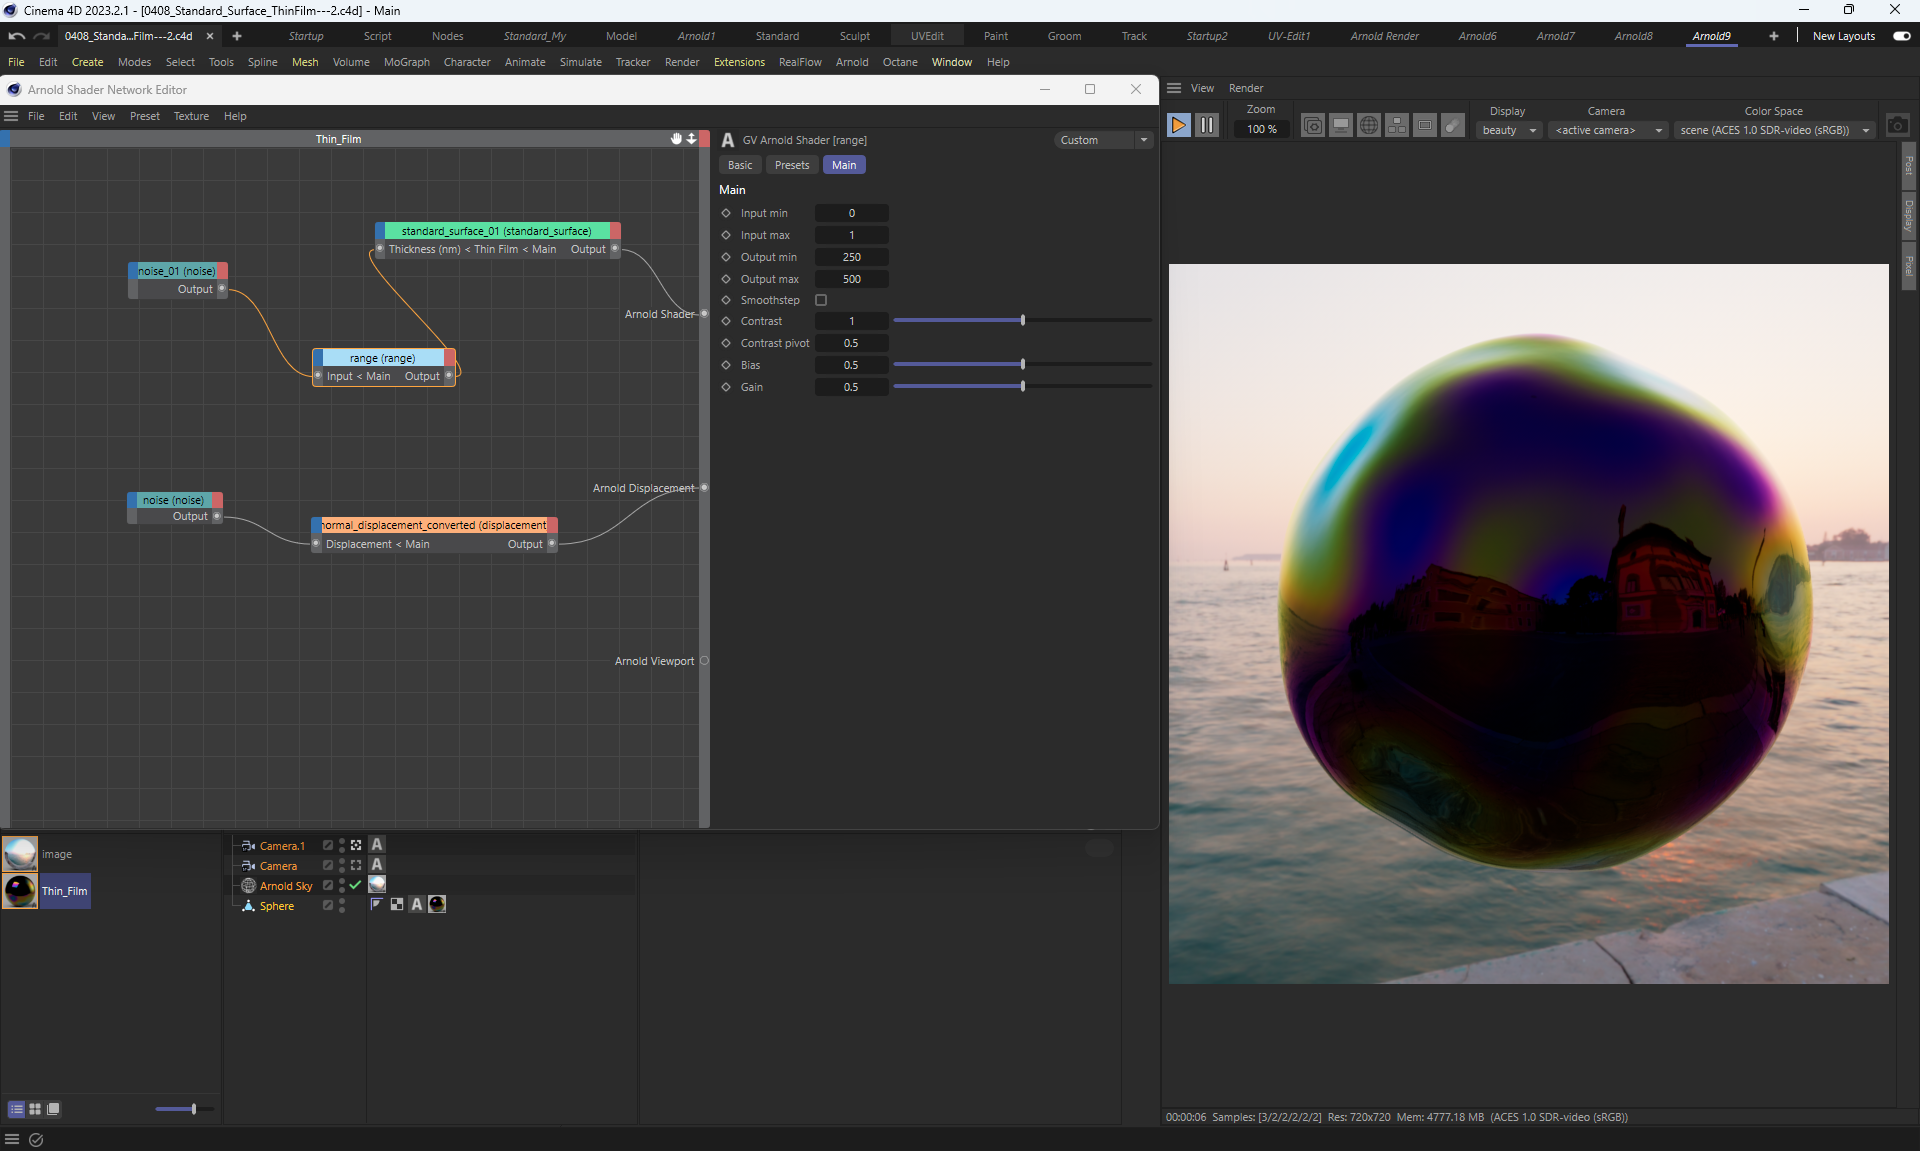 Cinema 4D 2023.2.1 - [0408_Standard_Surface_ThinFilm---2.c4d] - Main
0408_Standa...Film---2.c4d
Startup Script Nodes Standard_My Model Arnold1 Standard Sculpt UVEdit Paint Groom Track Startup2 UV-Edit1 Arnold Render Arnold6 Arnold7 Arnold8 Arnold9 New Layouts
File Edit Create Modes Select Tools Spline Mesh Volume MoGraph Character Animate Simulate Tracker Render Extensions RealFlow Arnold Octane Window Help
Arnold Shader Network Editor
File Edit View Preset Texture Help
Thin_Film
standard_surface_01 (standard_surface)
Thickness (nm) < Thin Film < Main Output
noise_01 (noise)
Output
Arnold Shader
range (range)
Input < Main Output
Arnold Displacement
noise (noise)
Output
normal_displacement_converted (displacement
Displacement < Main Output
Arnold Viewport
A GV Arnold Shader [range]
Custom
Basic Presets Main
Main
Input min 0
Input max 1
Output min 250
Output max 500
Smoothstep
Contrast 1
Contrast pivot 0.5
Bias 0.5
Gain 0.5
View Render
Zoom
100 %
Display
beauty
Camera
<active camera>
Color Space
scene (ACES 1.0 SDR-video (sRGB))
Post
Display
Pixel
image
Thin_Film
Camera.1 A
Camera A
Arnold Sky
Sphere A
00:00:06 Samples: [3/2/2/2/2/2] Res: 720x720 Mem: 4777.18 MB (ACES 1.0 SDR-video (sRGB))